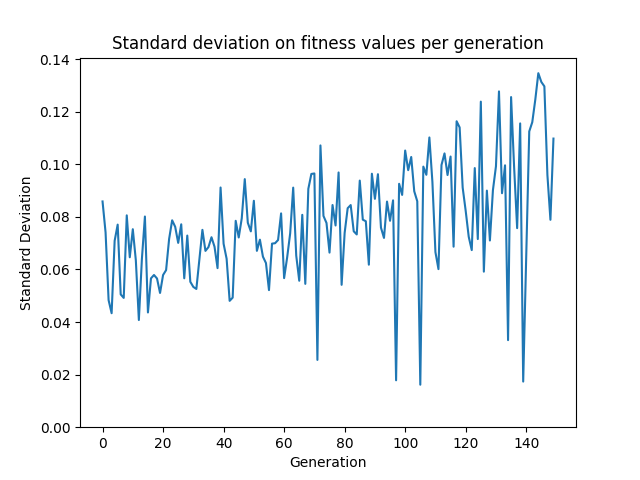 Standard deviation on fitness values per generation
0.14
0.12
0.10
0.08
0.06
0.04
0.02
0.00
Standard Deviation
0 20 40 60 80 100 120 140
Generation